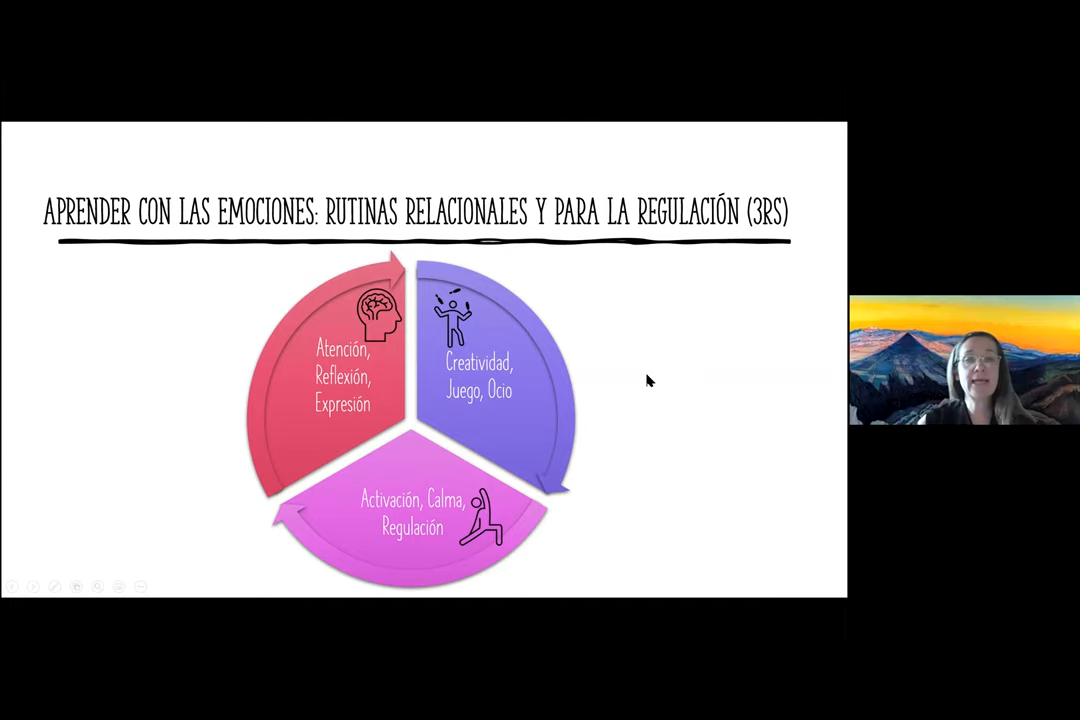 APRENDER CON LAS EMOCIONES: RUTINAS RELACIONALES Y PARA LA REGULACIÓN (3RS)
Atención,
Reflexión,
Expresión
Creatividad,
Juego, Ocio
Activación, Calma,
Regulación